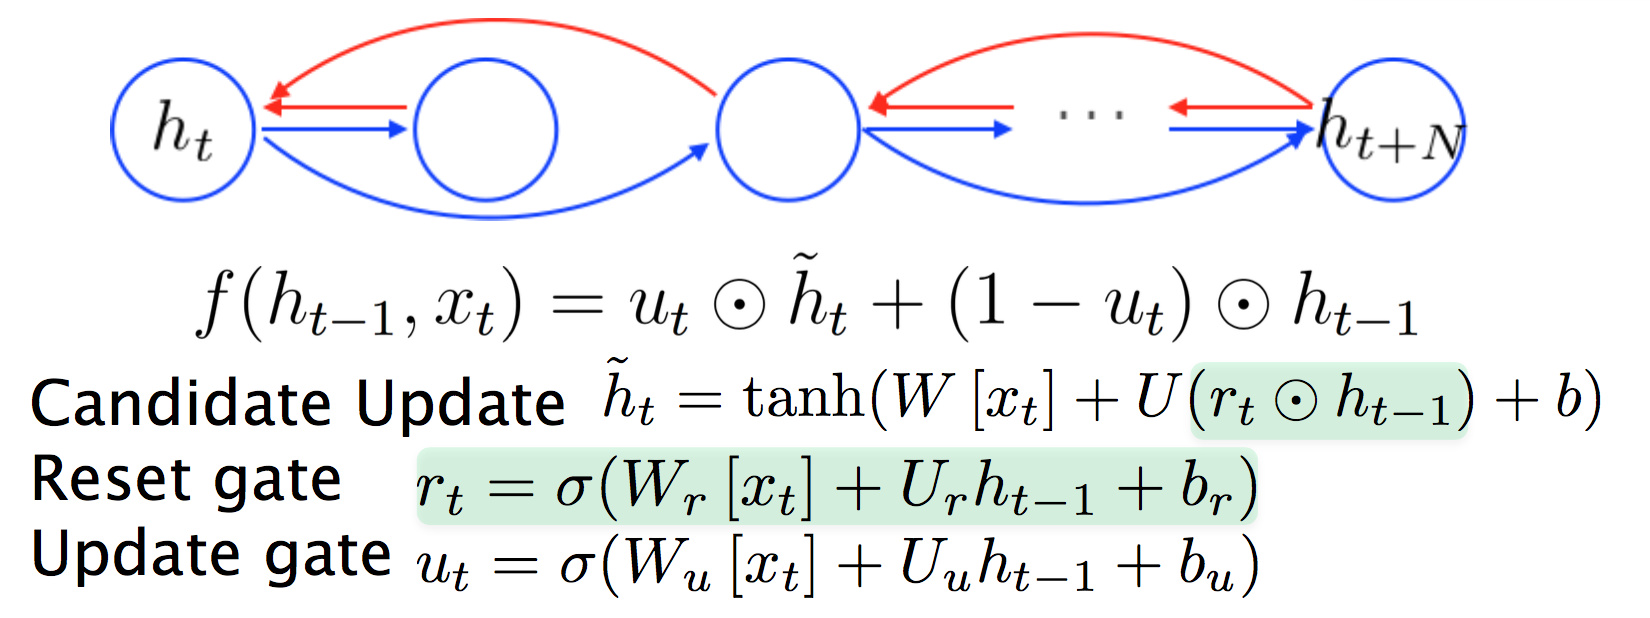 h_t ⋯ h_{t+N}
f(h_{t−1}, x_t) = u_t ⊙ h̃_t + (1 − u_t) ⊙ h_{t−1}
Candidate Update h̃_t = tanh(W [x_t] + U(r_t ⊙ h_{t−1}) + b)
Reset gate r_t = σ(W_r [x_t] + U_r h_{t−1} + b_r)
Update gate u_t = σ(W_u [x_t] + U_u h_{t−1} + b_u)